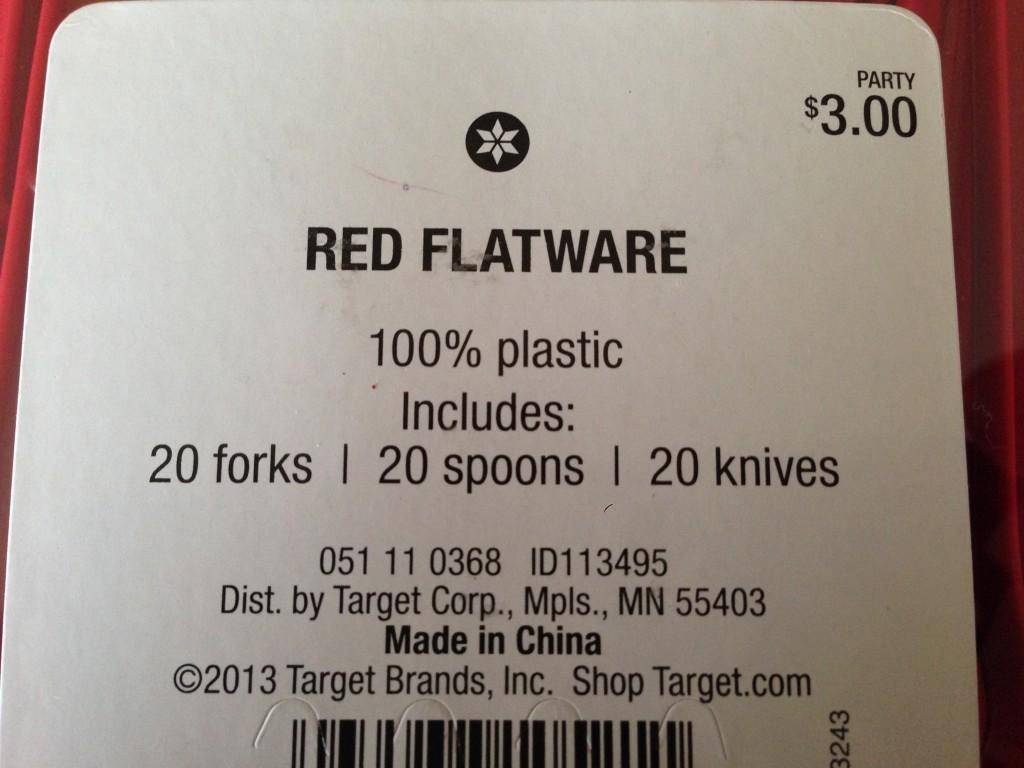 PARTY
$3.00
RED FLATWARE
100% plastic
Includes:
20 forks | 20 spoons | 20 knives
051 11 0368 ID113495
Dist. by Target Corp., Mpls., MN 55403
Made in China
©2013 Target Brands, Inc. Shop Target.com
3243